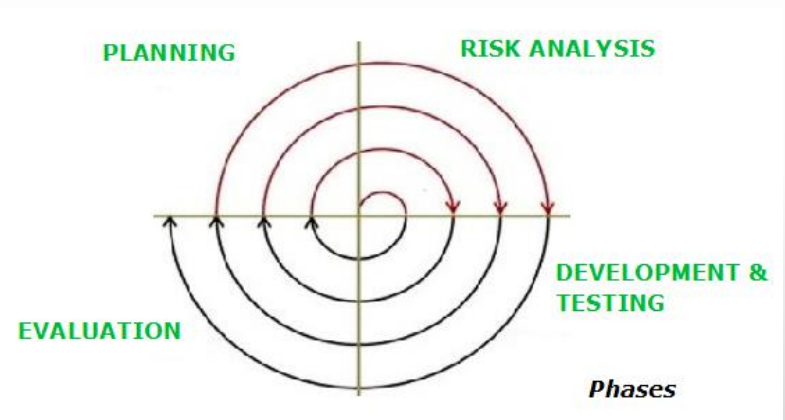 PLANNING
RISK ANALYSIS
DEVELOPMENT &
TESTING
EVALUATION
Phases